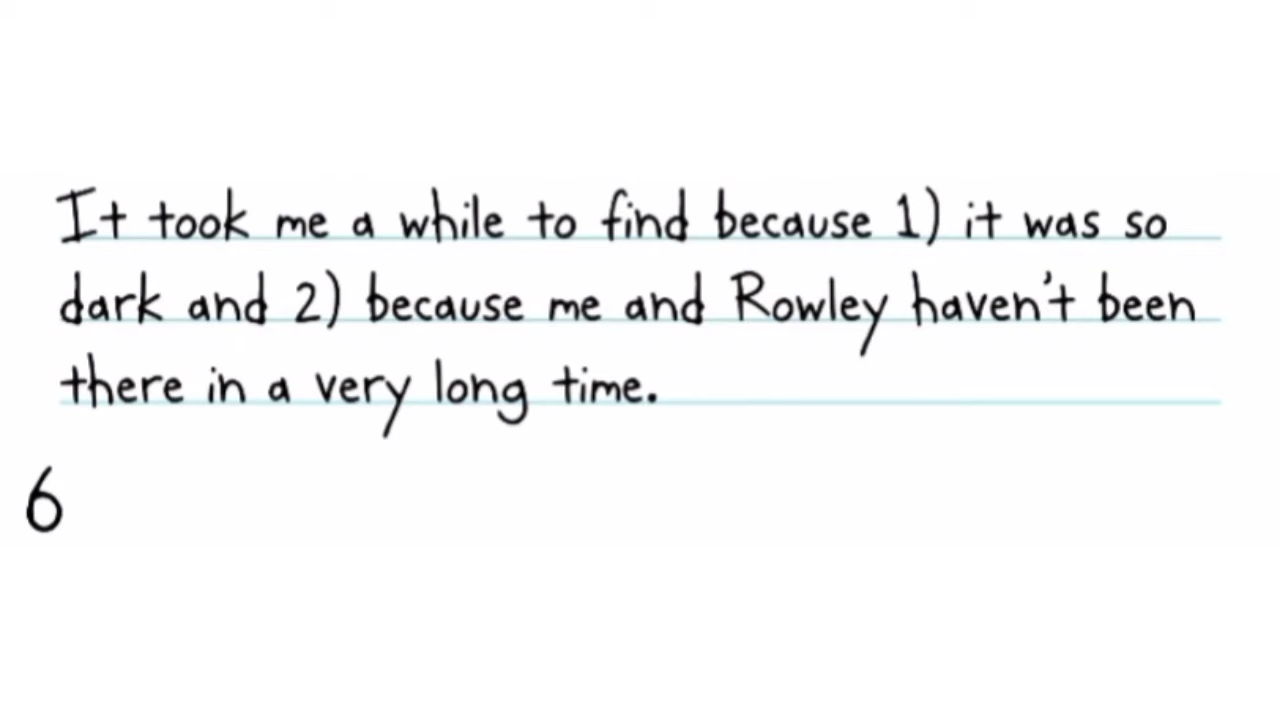 It took me a while to find because 1) it was so
dark and 2) because me and Rowley haven't been
there in a very long time.
6